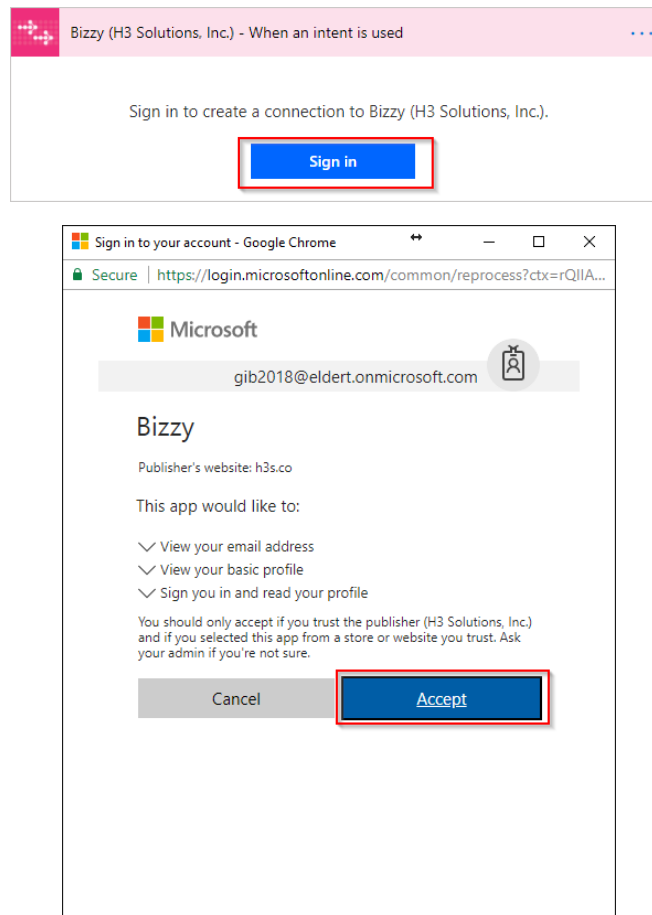 Bizzy (H3 Solutions, Inc.) - When an intent is used
Sign in to create a connection to Bizzy (H3 Solutions, Inc.).
Sign in
Sign in to your account - Google Chrome
Secure | https://login.microsoftonline.com/common/reprocess?ctx=rQIIA...
Microsoft
gib2018@eldert.onmicrosoft.com
Bizzy
Publisher's website: h3s.co
This app would like to:
View your email address
View your basic profile
Sign you in and read your profile
You should only accept if you trust the publisher (H3 Solutions, Inc.)
and if you selected this app from a store or website you trust. Ask
your admin if you're not sure.
Cancel Accept